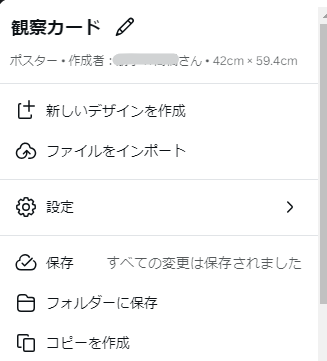 観察カード
ポスター • 作成者 : さん • 42cm × 59.4cm
新しいデザインを作成
ファイルをインポート
設定
保存 すべての変更は保存されました
フォルダーに保存
コピーを作成